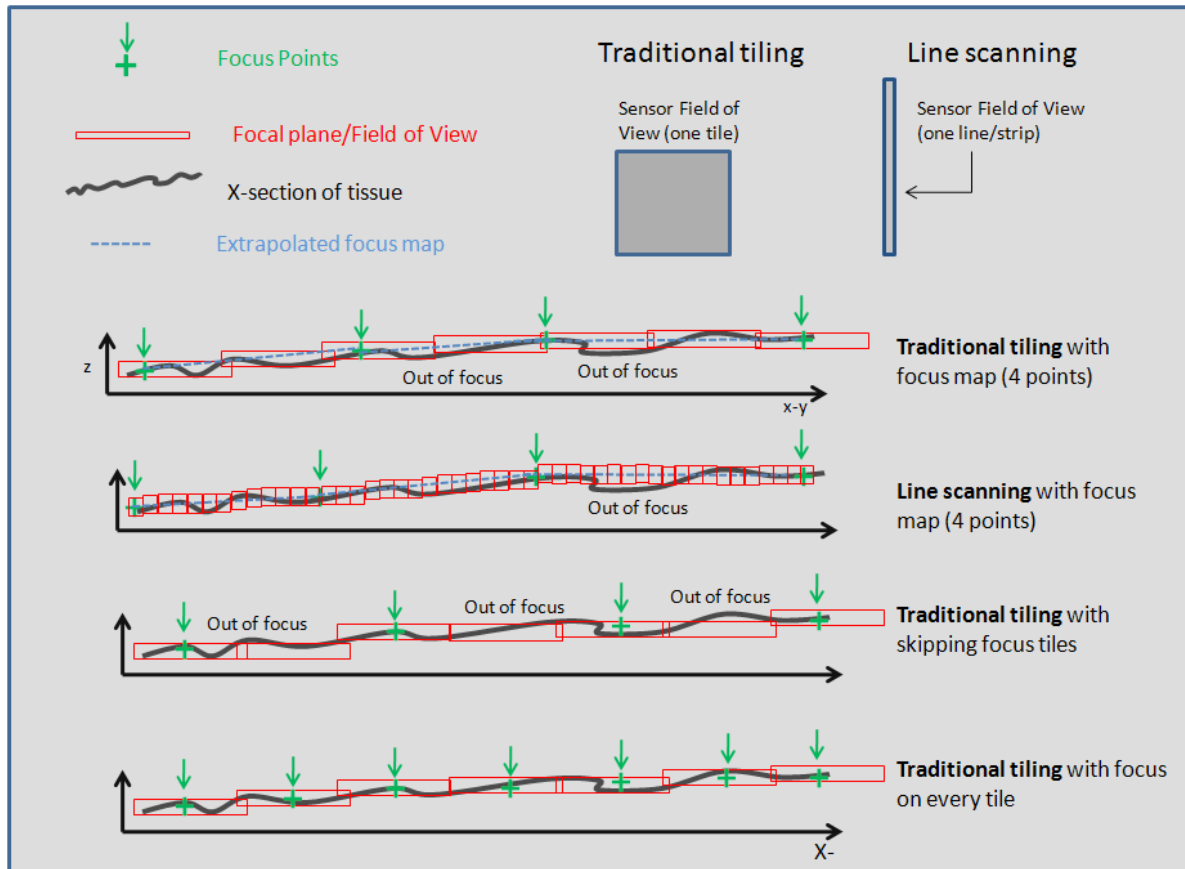 Focus Points
Focal plane/Field of View
X-section of tissue
Extrapolated focus map
Traditional tiling
Sensor Field of
View (one tile)
Line scanning
Sensor Field of View
(one line/strip)
z
Out of focus
Out of focus
x-y
Traditional tiling with
focus map (4 points)
Out of focus
Line scanning with focus
map (4 points)
Out of focus
Out of focus
Out of focus
Traditional tiling with
skipping focus tiles
Traditional tiling with focus
on every tile
X-